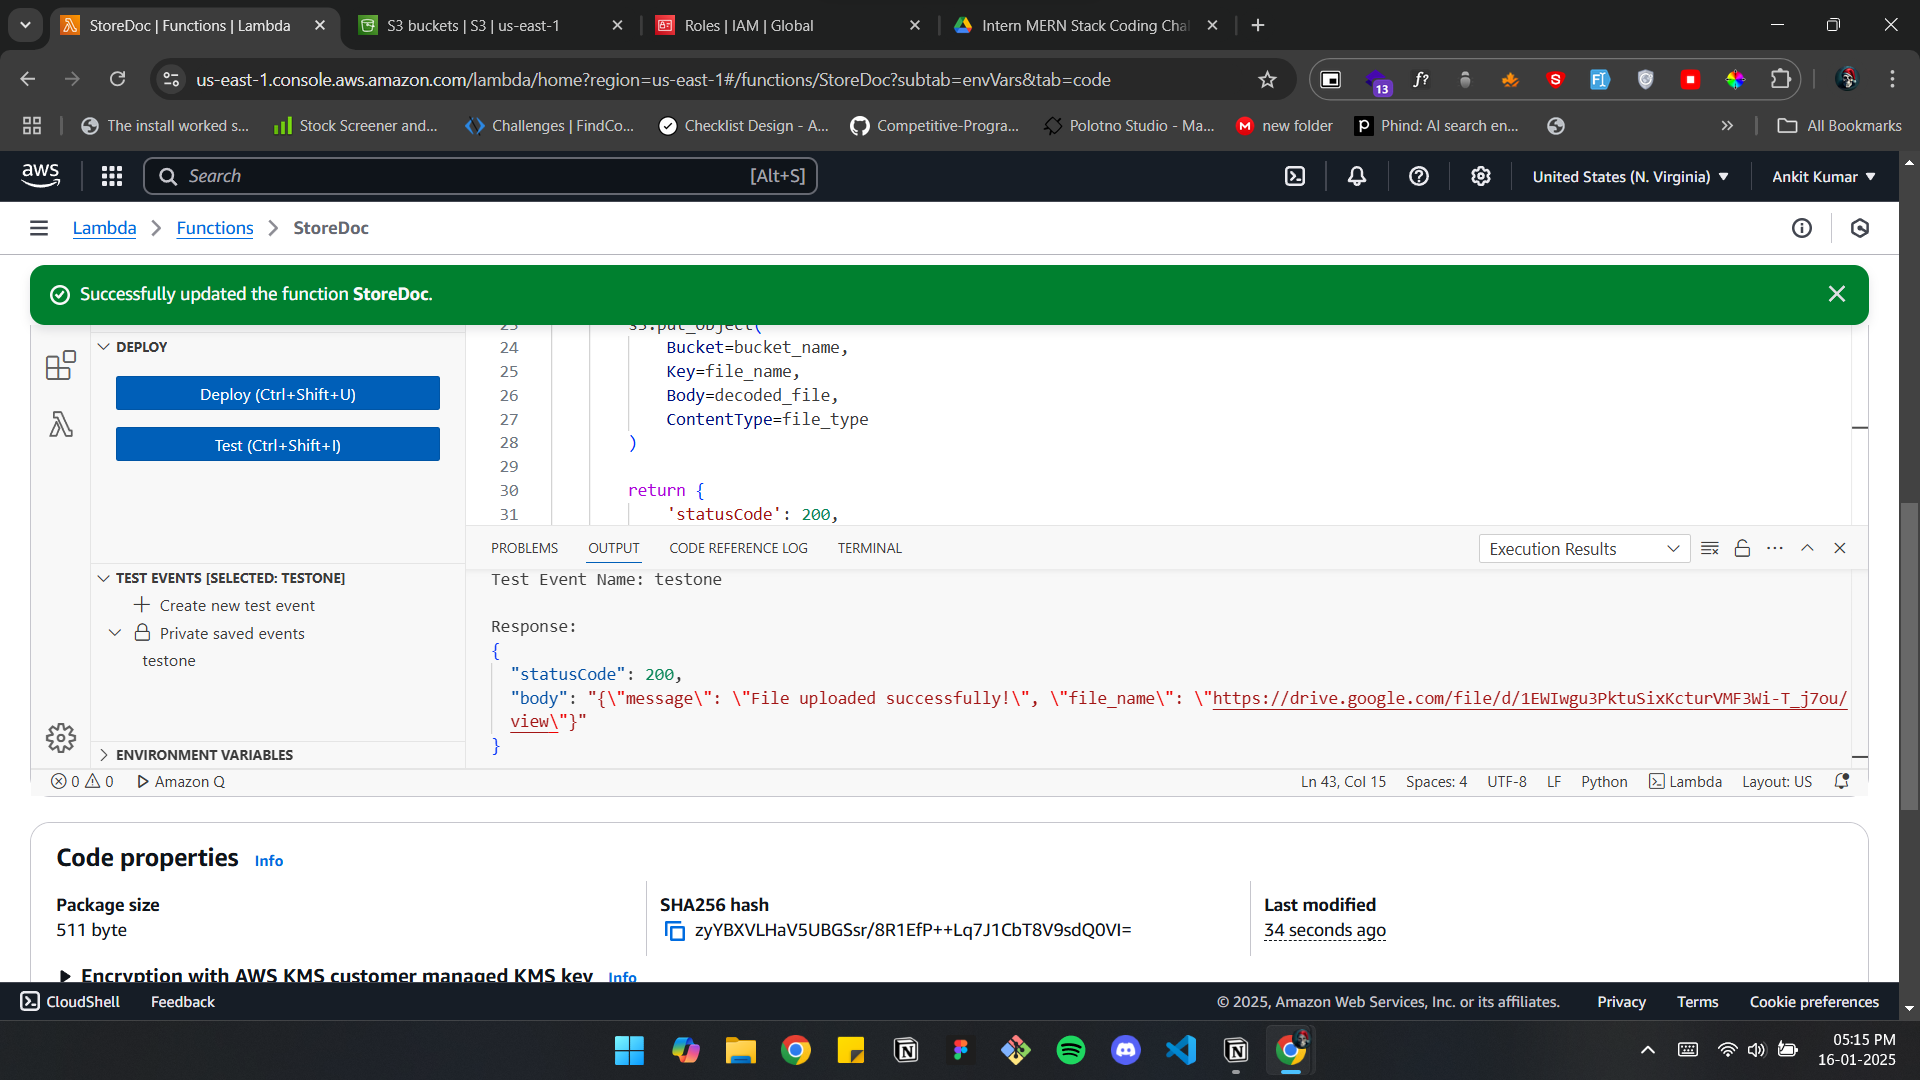 StoreDoc | Functions | Lambda
S3 buckets | S3 | us-east-1
Roles | IAM | Global
Intern MERN Stack Coding Chal
us-east-1.console.aws.amazon.com/lambda/home?region=us-east-1#/functions/StoreDoc?subtab=envVars&tab=code
f?
13
S
The install worked s...
Stock Screener and...
Challenges | FindCo...
Checklist Design - A...
Competitive-Progra...
Polotno Studio - Ma...
new folder
Phind: AI search en...
All Bookmarks
aws
Search
[Alt+S]
United States (N. Virginia)
Ankit Kumar
Lambda
Functions
StoreDoc
Successfully updated the function StoreDoc.
DEPLOY
Deploy (Ctrl+Shift+U)
Test (Ctrl+Shift+I)
TEST EVENTS [SELECTED: TESTONE]
Create new test event
Private saved events
testone
ENVIRONMENT VARIABLES
23 s3.put_object(
24 Bucket=bucket_name,
25 Key=file_name,
26 Body=decoded_file,
27 ContentType=file_type
28 )
29
30 return {
31 'statusCode': 200,
PROBLEMS
OUTPUT
CODE REFERENCE LOG
TERMINAL
Execution Results
Test Event Name: testone
Response:
{
"statusCode": 200,
"body": "{\"message\": \"File uploaded successfully!\", \"file_name\": \"https://drive.google.com/file/d/1EWIwgu3PktuSixKcturVMF3Wi-T_j7ou/
view\"}"
}
0 0 Amazon Q
Ln 43, Col 15
Spaces: 4
UTF-8
LF
Python
Lambda
Layout: US
Code properties Info
Package size
511 byte
SHA256 hash
zyYBXVLHaV5UBGSsr/8R1EfP++Lq7J1CbT8V9sdQ0VI=
Last modified
34 seconds ago
Encryption with AWS KMS customer managed KMS key Info
CloudShell
Feedback
© 2025, Amazon Web Services, Inc. or its affiliates.
Privacy
Terms
Cookie preferences
05:15 PM
16-01-2025